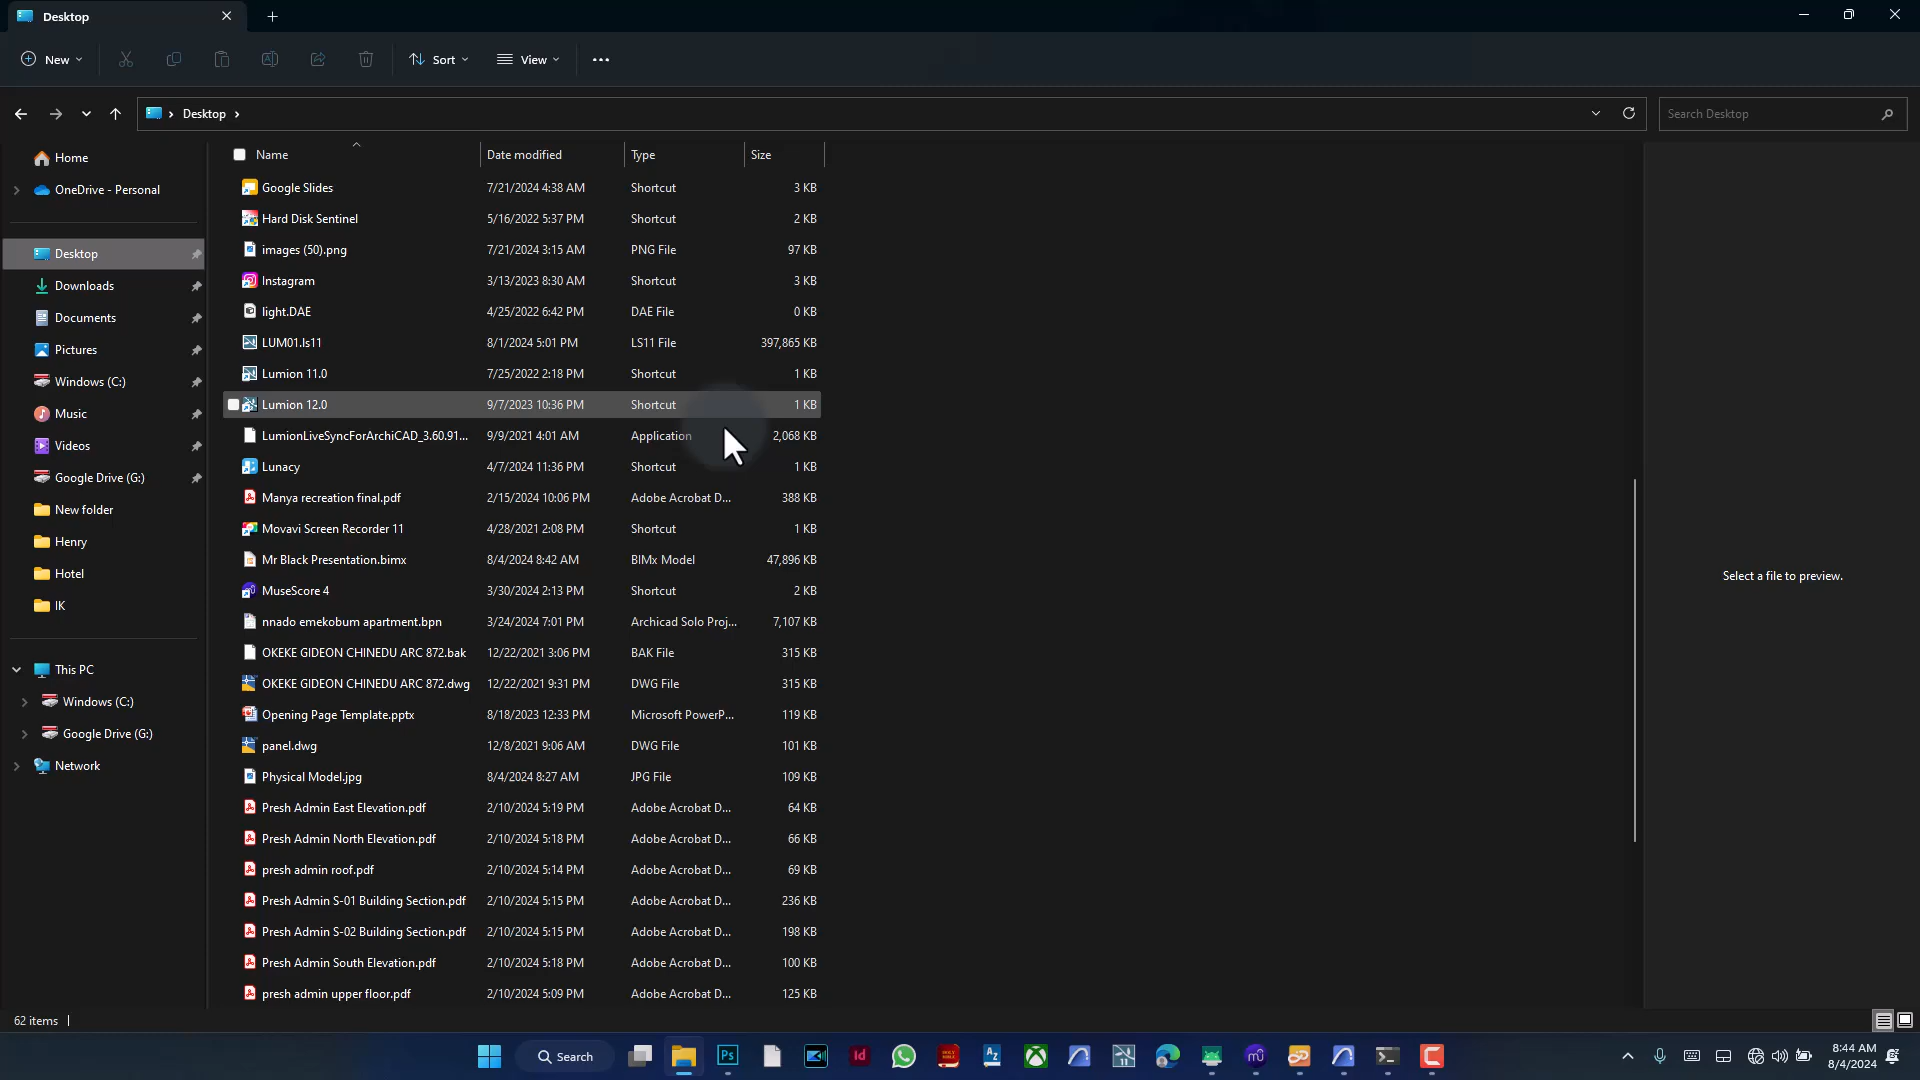 Desktop
New
Sort
View
Desktop
Search Desktop
Home
OneDrive - Personal
Desktop
Downloads
Documents
Pictures
Windows (C:)
Music
Videos
Google Drive (G:)
New folder
Henry
Hotel
IK
This PC
Windows (C:)
Google Drive (G:)
Network
Name Date modified Type Size
Google Slides 7/21/2024 4:38 AM Shortcut 3 KB
Hard Disk Sentinel 5/16/2022 5:37 PM Shortcut 2 KB
images (50).png 7/21/2024 3:15 AM PNG File 97 KB
Instagram 3/13/2023 8:30 AM Shortcut 3 KB
light.DAE 4/25/2022 6:42 PM DAE File 0 KB
LUM01.ls11 8/1/2024 5:01 PM LS11 File 397,865 KB
Lumion 11.0 7/25/2022 2:18 PM Shortcut 1 KB
Lumion 12.0 9/7/2023 10:36 PM Shortcut 1 KB
LumionLiveSyncForArchiCAD_3.60.91... 9/9/2021 4:01 AM Application 2,068 KB
Lunacy 4/7/2024 11:36 PM Shortcut 1 KB
Manya recreation final.pdf 2/15/2024 10:06 PM Adobe Acrobat D... 388 KB
Movavi Screen Recorder 11 4/28/2021 2:08 PM Shortcut 1 KB
Mr Black Presentation.bimx 8/4/2024 8:42 AM BIMx Model 47,896 KB
MuseScore 4 3/30/2024 2:13 PM Shortcut 2 KB
nnado emekobum apartment.bpn 3/24/2024 7:01 PM Archicad Solo Proj... 7,107 KB
OKEKE GIDEON CHINEDU ARC 872.bak 12/22/2021 3:06 PM BAK File 315 KB
OKEKE GIDEON CHINEDU ARC 872.dwg 12/22/2021 9:31 PM DWG File 315 KB
Opening Page Template.pptx 8/18/2023 12:33 PM Microsoft PowerP... 119 KB
panel.dwg 12/8/2021 9:06 AM DWG File 101 KB
Physical Model.jpg 8/4/2024 8:27 AM JPG File 109 KB
Presh Admin East Elevation.pdf 2/10/2024 5:19 PM Adobe Acrobat D... 64 KB
Presh Admin North Elevation.pdf 2/10/2024 5:18 PM Adobe Acrobat D... 66 KB
presh admin roof.pdf 2/10/2024 5:14 PM Adobe Acrobat D... 69 KB
Presh Admin S-01 Building Section.pdf 2/10/2024 5:15 PM Adobe Acrobat D... 236 KB
Presh Admin S-02 Building Section.pdf 2/10/2024 5:15 PM Adobe Acrobat D... 198 KB
Presh Admin South Elevation.pdf 2/10/2024 5:18 PM Adobe Acrobat D... 100 KB
presh admin upper floor.pdf 2/10/2024 5:09 PM Adobe Acrobat D... 125 KB
Select a file to preview.
62 items
Search
Ps
Id
8:44 AM
8/4/2024